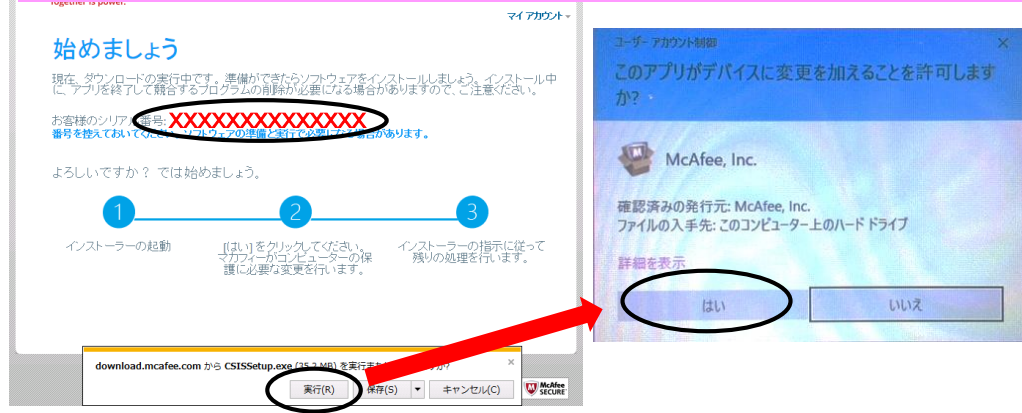 Together is power.
マイ アカウント
始めましょう
現在、ダウンロードの実行中です。準備ができたらソフトウェアをインストールしましょう。インストール中
に、アプリを終了して競合するプログラムの削除が必要になる場合がありますので、ご注意ください。
お客様のシリアル番号: XXXXXXXXXXXXXX
番号を控えておいてください。ソフトウェアの準備と実行で必要になる場合があります。
よろしいですか? では始めましょう。
1
2
3
インストーラーの起動
[はい] をクリックしてください。
マカフィーがコンピューターの保
護に必要な変更を行います。
インストーラーの指示に従って
残りの処理を行います。
download.mcafee.com から CSISSetup.exe (35.2 MB) を実行また
×
実行(R)
保存(S)
キャンセル(C)
McAfee
SECURE
ユーザー アカウント制御
×
このアプリがデバイスに変更を加えることを許可します
か?
McAfee, Inc.
確認済みの発行元: McAfee, Inc.
ファイルの入手先: このコンピューター上のハード ドライブ
詳細を表示
はい
いいえ